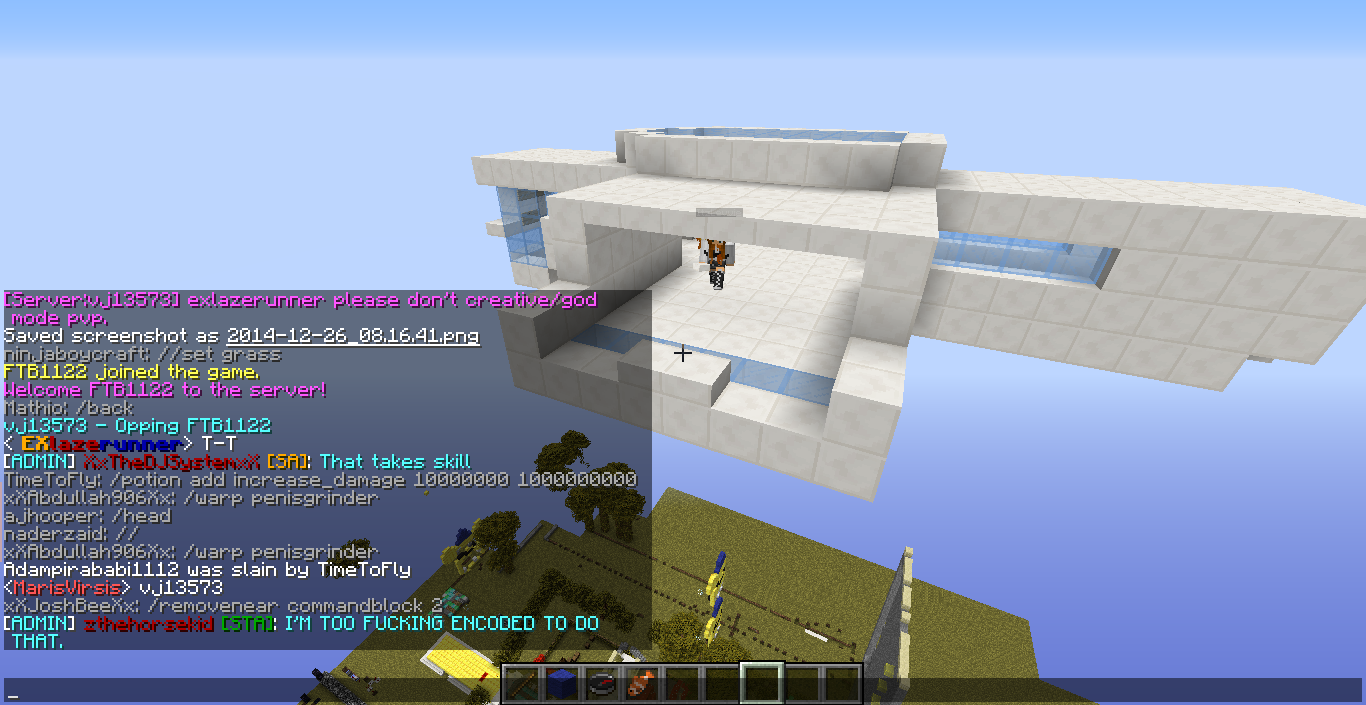 [Server:vj13573] exlazerunner please don't creative/god
mode pvp.
Saved screenshot as 2014-12-26_08.16.41.png
ninjaboycraft: //set grass
FTB1122 joined the game.
Welcome FTB1122 to the server!
Mathio: /back
vj13573 - Opping FTB1122
< EXlazerunner> T-T
[ADMIN] XxTheDJSystemxX [SA]: That takes skill
TimeToFly: /potion add increase_damage 10000000 1000000000
xXAbdullah906Xx: /warp penisgrinder
ajhooper: /head
naderzaid: //
xXAbdullah906Xx: /warp penisgrinder
Adampirababi1112 was slain by TimeToFly
<MarisVirsis> vj13573
xXJoshBeeXx: /removenear commandblock 2
[ADMIN] zthehorsekid [STA]: I'M TOO FUCKING ENCODED TO DO
THAT.
_